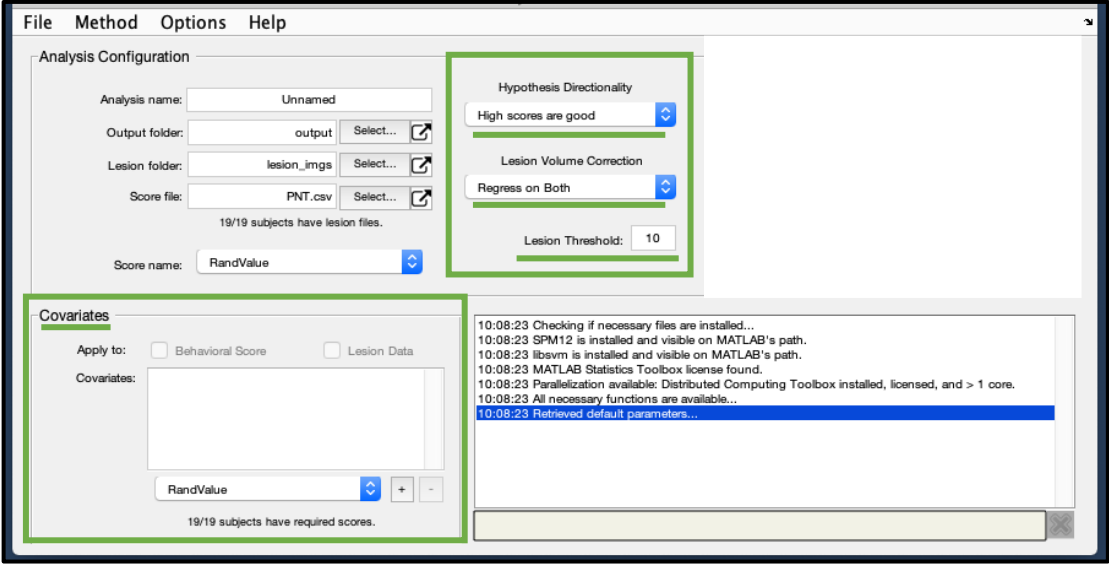 File Method Options Help
Analysis Configuration
Analysis name: Unnamed
Output folder: output Select...
Lesion folder: lesion_imgs Select...
Score file: PNT.csv Select...
19/19 subjects have lesion files.
Score name: RandValue
Hypothesis Directionality
High scores are good
Lesion Volume Correction
Regress on Both
Lesion Threshold: 10
Covariates
Apply to: Behavioral Score Lesion Data
Covariates:
RandValue + -
19/19 subjects have required scores.
10:08:23 Checking if necessary files are installed...
10:08:23 SPM12 is installed and visible on MATLAB's path.
10:08:23 libsvm is installed and visible on MATLAB's path.
10:08:23 MATLAB Statistics Toolbox license found.
10:08:23 Parallelization available: Distributed Computing Toolbox installed, licensed, and > 1 core.
10:08:23 All necessary functions are available...
10:08:23 Retrieved default parameters...